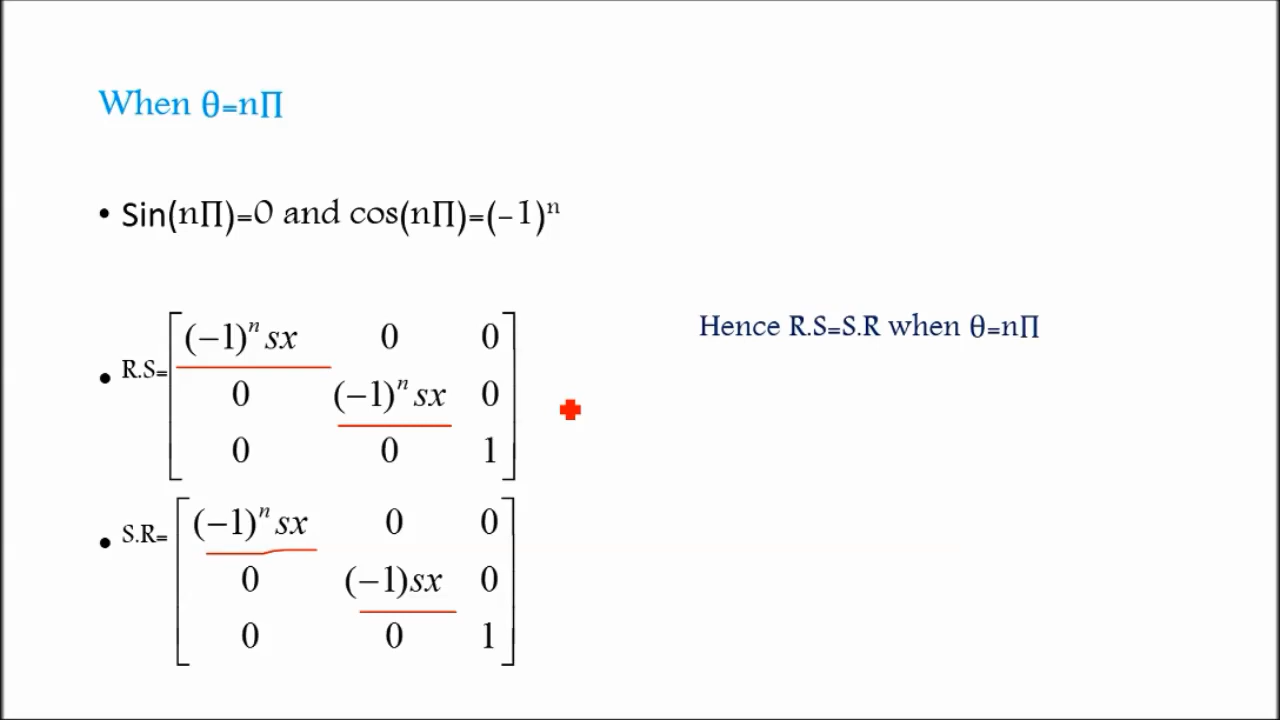 When θ=nΠ
• Sin(nΠ)=0 and cos(nΠ)=(-1)ⁿ
Hence R.S=S.R when θ=nΠ
• R.S=
(−1)ⁿ sx 0 0
0 (−1)ⁿ sx 0
0 0 1
• S.R=
(−1)ⁿ sx 0 0
0 (−1)sx 0
0 0 1